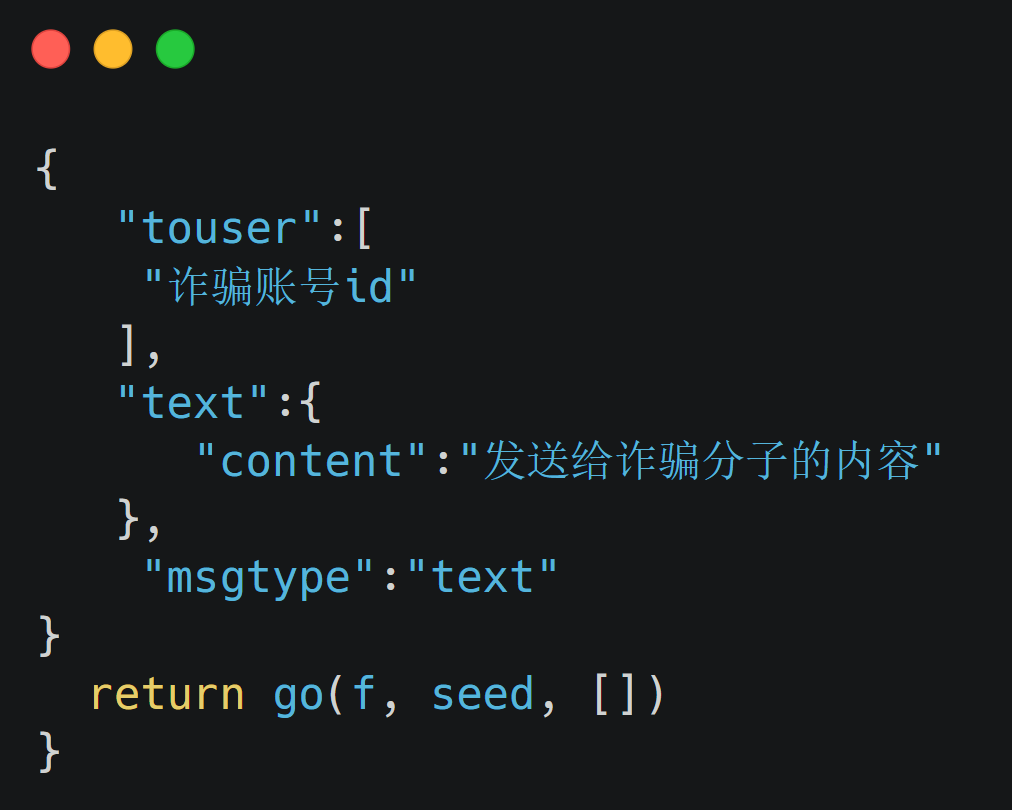 {
"touser":[
"诈骗账号id"
],
"text":{
"content":"发送给诈骗分子的内容"
},
"msgtype":"text"
}
return go(f, seed, [])
}